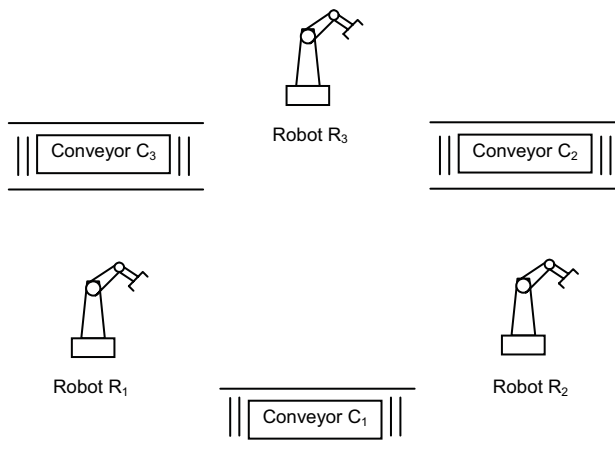 Robot R₃
Conveyor C₃
Conveyor C₂
Robot R₁
Robot R₂
Conveyor C₁